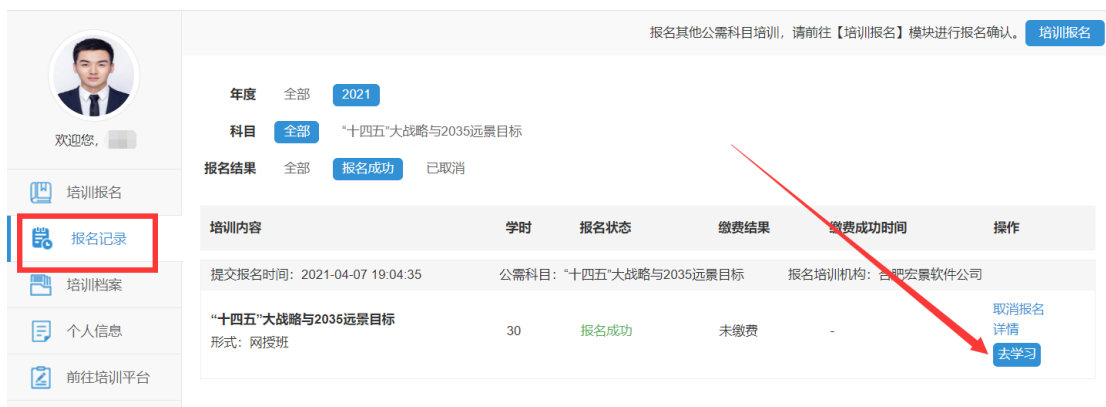 报名其他公需科目培训，请前往【培训报名】模块进行报名确认。 培训报名
年度 全部 2021
科目 全部 "十四五"大战略与2035远景目标
报名结果 全部 报名成功 已取消
欢迎您，
培训报名
报名记录
培训档案
个人信息
前往培训平台
培训内容 学时 报名状态 缴费结果 缴费成功时间 操作
提交报名时间：2021-04-07 19:04:35 公需科目：“十四五”大战略与2035远景目标 报名培训机构：合肥宏景软件公司
“十四五”大战略与2035远景目标
形式：网授班
30 报名成功 未缴费 -
取消报名
详情
去学习